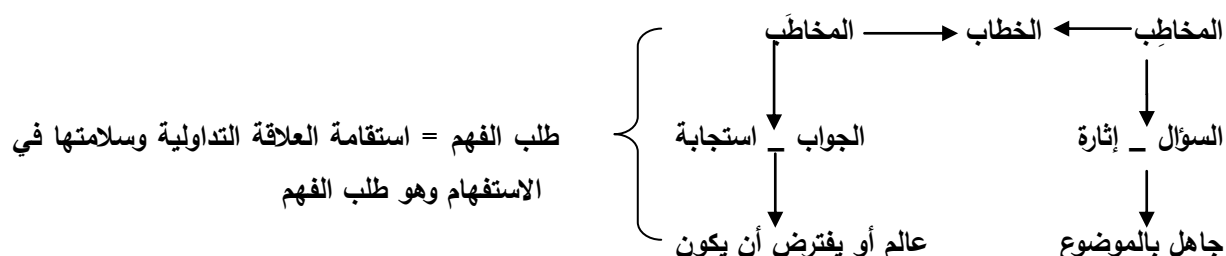 المخاطِب الخطاب المخاطَب
السؤال _ إثارة الجواب _ استجابة طلب الفهم = استقامة العلاقة التداولية وسلامتها في
الاستفهام وهو طلب الفهم
جاهل بالموضوع عالم أو يفترض أن يكون